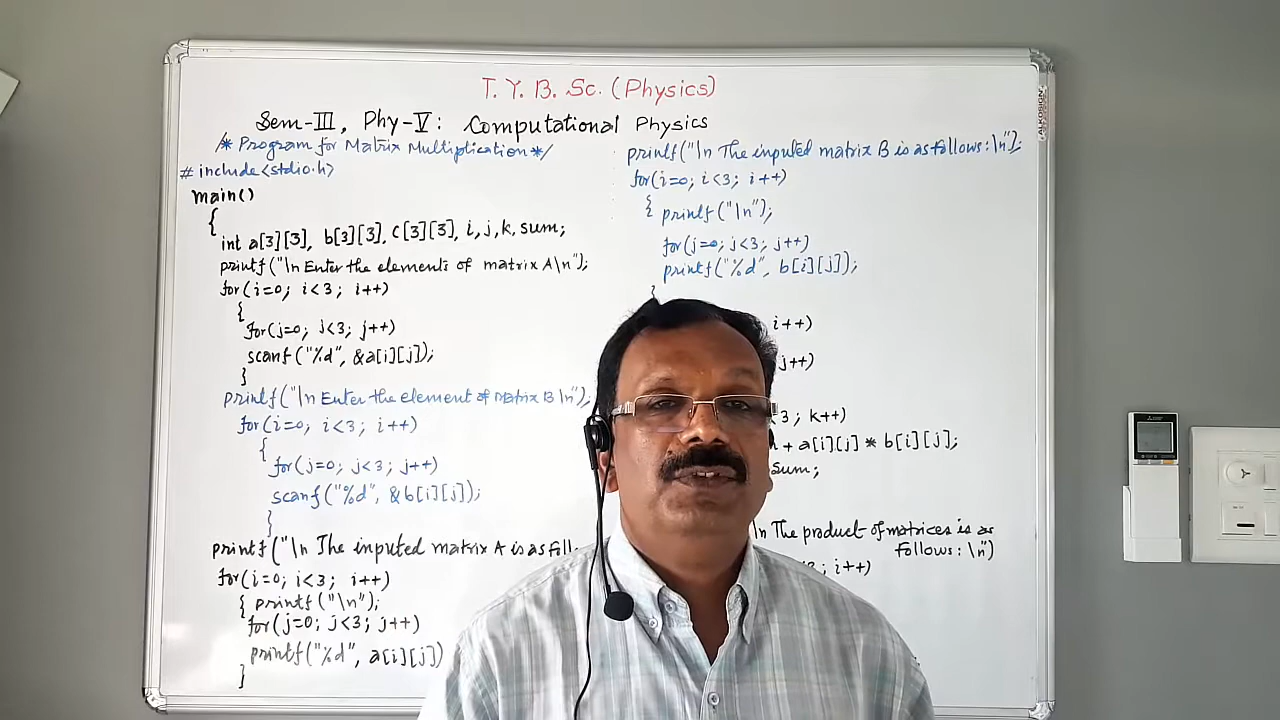 T. Y. B. Sc. (Physics)
Sem-III, Phy-V: Computational Physics
/* Program for Matrix Multiplication */
# include <stdio.h>
main()
{
int a[3][3], b[3][3], c[3][3], i, j, k, sum;
printf("\n Enter the elements of matrix A\n");
for(i=0; i<3; i++)
{
for(j=0; j<3; j++)
scanf("%d", &a[i][j]);
}
printf("\n Enter the element of Matrix B \n");
for(i=0; i<3; i++)
{
for(j=0; j<3; j++)
scanf("%d", &b[i][j]);
}
printf("\n The inputed matrix A is as foll
for(i=0; i<3; i++)
{ printf("\n");
for(j=0; j<3; j++)
printf("%d", a[i][j])
}
printf("\n The inputed matrix B is as follows:\n");
for(i=0; i<3; i++)
{ printf("\n");
for(j=0; j<3; j++)
printf("%d", b[i][j]);
}
i++)
j++)
<3; k++)
+ a[i][j] * b[i][j];
sum;
\n The product of matrices is as
follows: \n")
; i++)